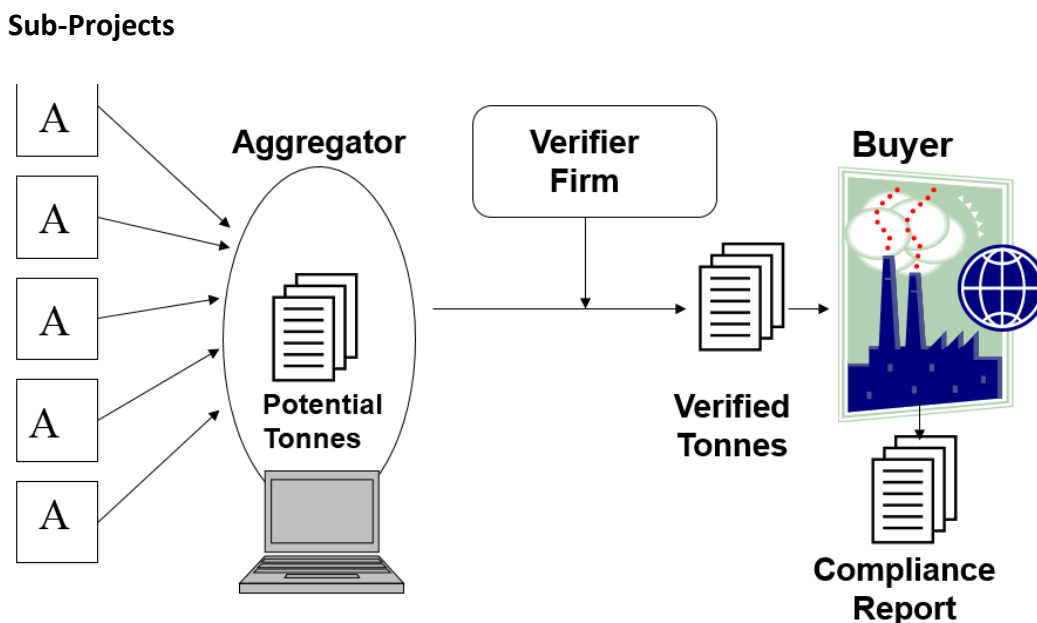 Sub-Projects
A
A
A
A
A
Aggregator
Potential
Tonnes
Verifier
Firm
Verified
Tonnes
Buyer
Compliance
Report